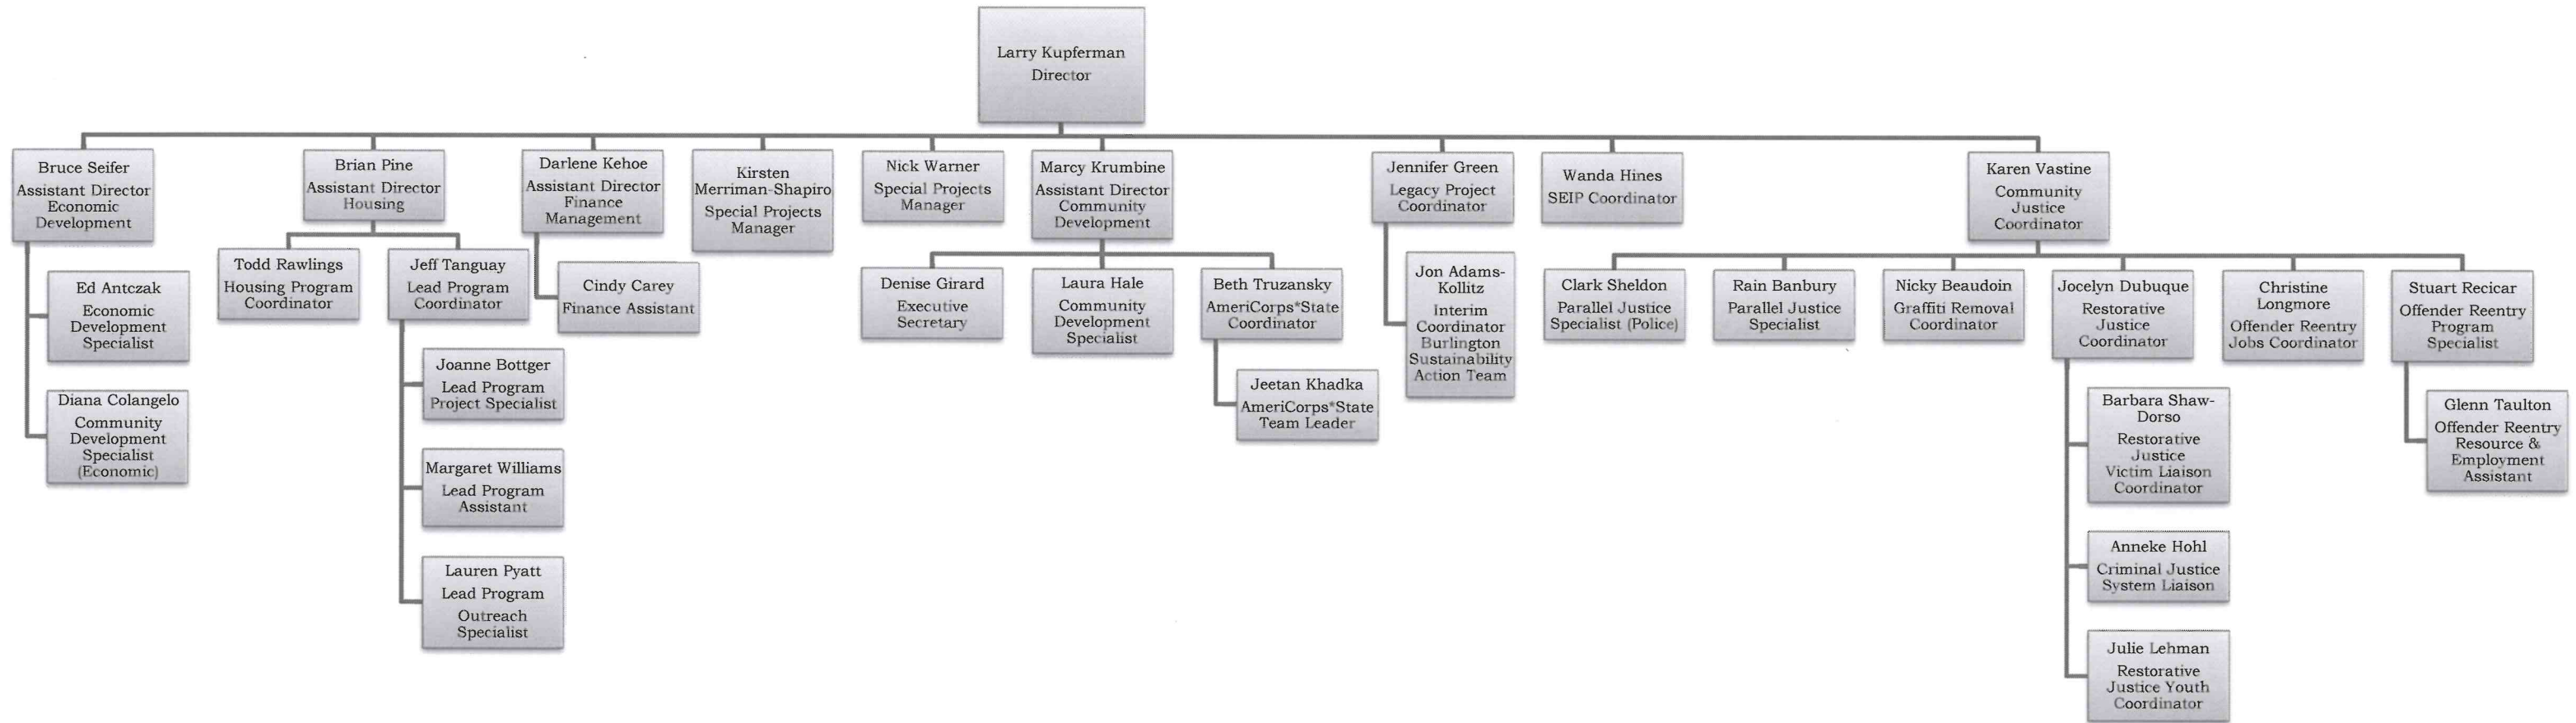 Larry Kupferman
Director
Bruce Seifer
Assistant Director
Economic
Development
Ed Antczak
Economic
Development
Specialist
Diana Colangelo
Community
Development
Specialist
(Economic)
Brian Pine
Assistant Director
Housing
Todd Rawlings
Housing Program
Coordinator
Jeff Tanguay
Lead Program
Coordinator
Joanne Bottger
Lead Program
Project Specialist
Margaret Williams
Lead Program
Assistant
Lauren Pyatt
Lead Program
Outreach
Specialist
Darlene Kehoe
Assistant Director
Finance
Management
Cindy Carey
Finance Assistant
Kirsten
Merriman-Shapiro
Special Projects
Manager
Nick Warner
Special Projects
Manager
Marcy Krumbine
Assistant Director
Community
Development
Denise Girard
Executive
Secretary
Laura Hale
Community
Development
Specialist
Beth Truzansky
AmeriCorps*State
Coordinator
Jeetan Khadka
AmeriCorps*State
Team Leader
Jennifer Green
Legacy Project
Coordinator
Jon Adams-
Kollitz
Interim
Coordinator
Burlington
Sustainability
Action Team
Wanda Hines
SEIP Coordinator
Karen Vastine
Community
Justice
Coordinator
Clark Sheldon
Parallel Justice
Specialist (Police)
Rain Banbury
Parallel Justice
Specialist
Nicky Beaudoin
Graffiti Removal
Coordinator
Jocelyn Dubuque
Restorative
Justice
Coordinator
Barbara Shaw-
Dorso
Restorative
Justice
Victim Liaison
Coordinator
Anneke Hohl
Criminal Justice
System Liaison
Julie Lehman
Restorative
Justice Youth
Coordinator
Christine
Longmore
Offender Reentry
Jobs Coordinator
Stuart Recicar
Offender Reentry
Program
Specialist
Glenn Taulton
Offender Reentry
Resource &
Employment
Assistant